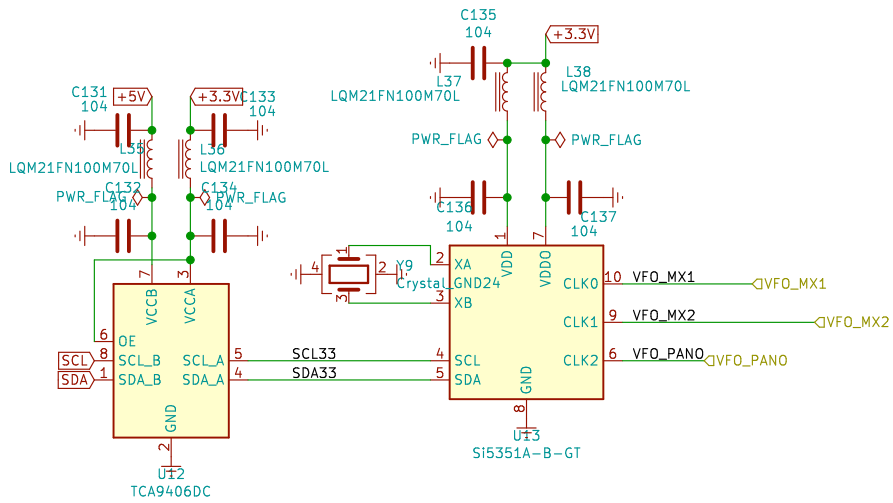 C135
104
+3.3V
L37
LQM21FN100M70L
L38
LQM21FN100M70L
PWR_FLAG
PWR_FLAG
C136
104
C137
104
C131
104
+5V
+3.3V
C133
104
L35
LQM21FN100M70L
L36
LQM21FN100M70L
C132
104
PWR_FLAG
C134
104
PWR_FLAG
7
3
VCCB
VCCA
6
OE
SCL
8
SCL_B
SCL_A
5
SCL33
SDA
1
SDA_B
SDA_A
4
SDA33
GND
2
U12
TCA9406DC
1
4
2
3
Y9
Crystal_GND24
1
7
VDD
VDDO
2
XA
3
XB
4
SCL
5
SDA
CLK0
10
VFO_MX1
VFO_MX1
CLK1
9
VFO_MX2
VFO_MX2
CLK2
6
VFO_PANO
VFO_PANO
GND
8
U13
Si5351A-B-GT